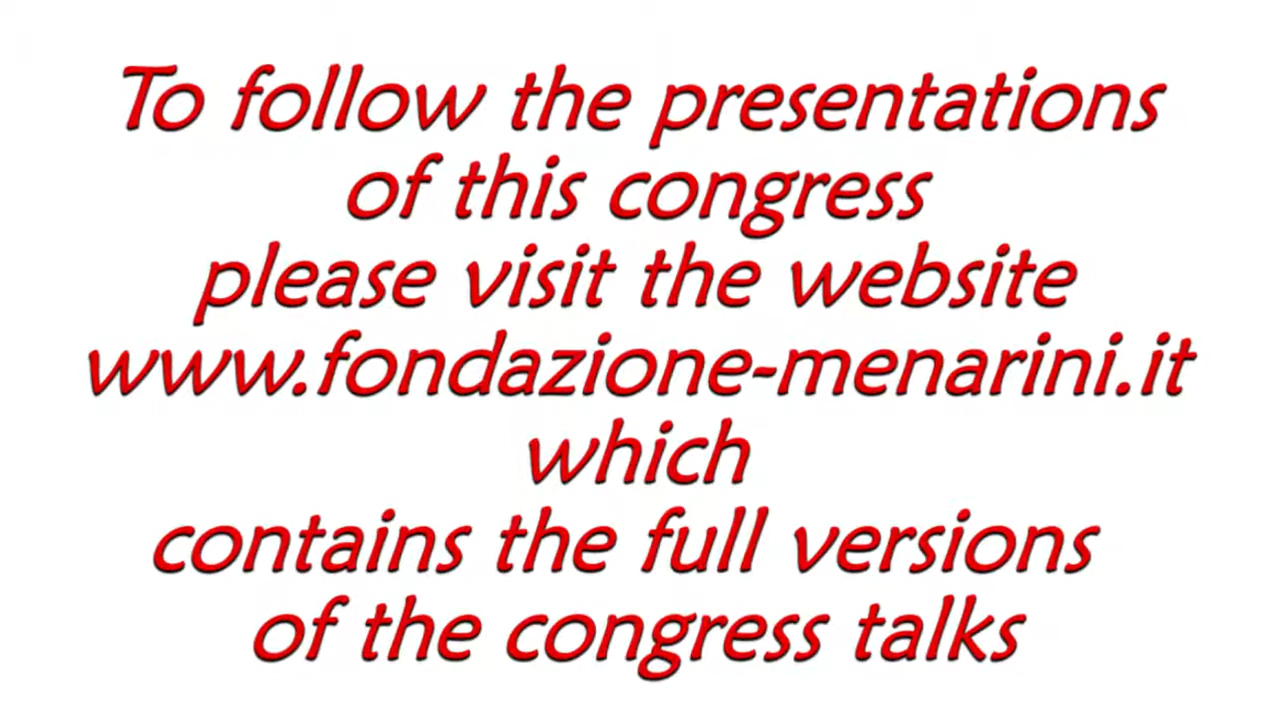 To follow the presentations
of this congress
please visit the website
www.fondazione-menarini.it
which
contains the full versions
of the congress talks